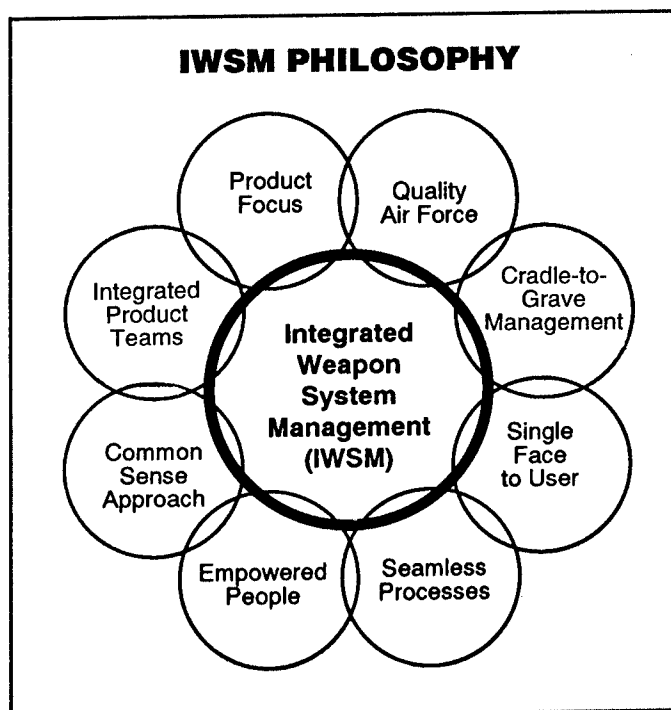 IWSM PHILOSOPHY
Product
Focus
Quality
Air Force
Cradle-to-
Grave
Management
Single
Face
to User
Seamless
Processes
Empowered
People
Common
Sense
Approach
Integrated
Product
Teams
Integrated
Weapon
System
Management
(IWSM)